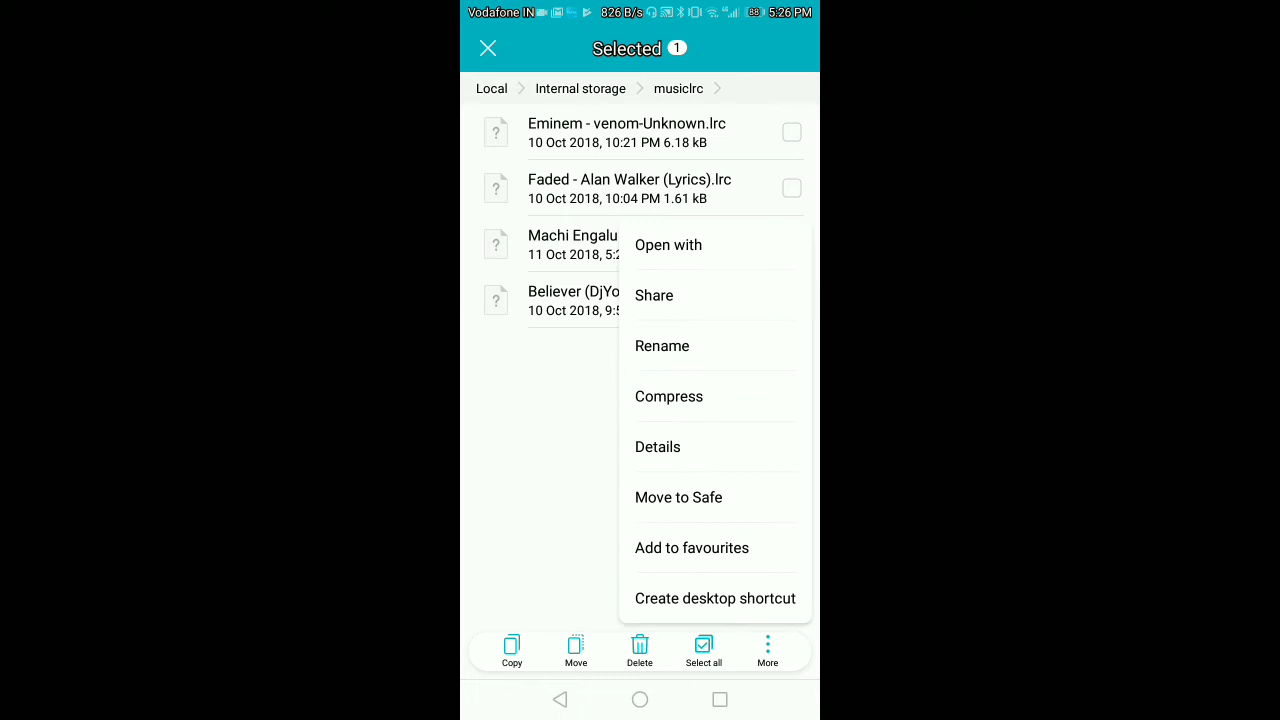 Vodafone IN 826 B/s 4G 88 5:26 PM
Selected 1
Local Internal storage musiclrc
Eminem - venom-Unknown.lrc
10 Oct 2018, 10:21 PM 6.18 kB
Faded - Alan Walker (Lyrics).lrc
10 Oct 2018, 10:04 PM 1.61 kB
Machi Engalu
11 Oct 2018, 5:2
Believer (DjYo
10 Oct 2018, 9:5
Open with
Share
Rename
Compress
Details
Move to Safe
Add to favourites
Create desktop shortcut
Copy Move Delete Select all More